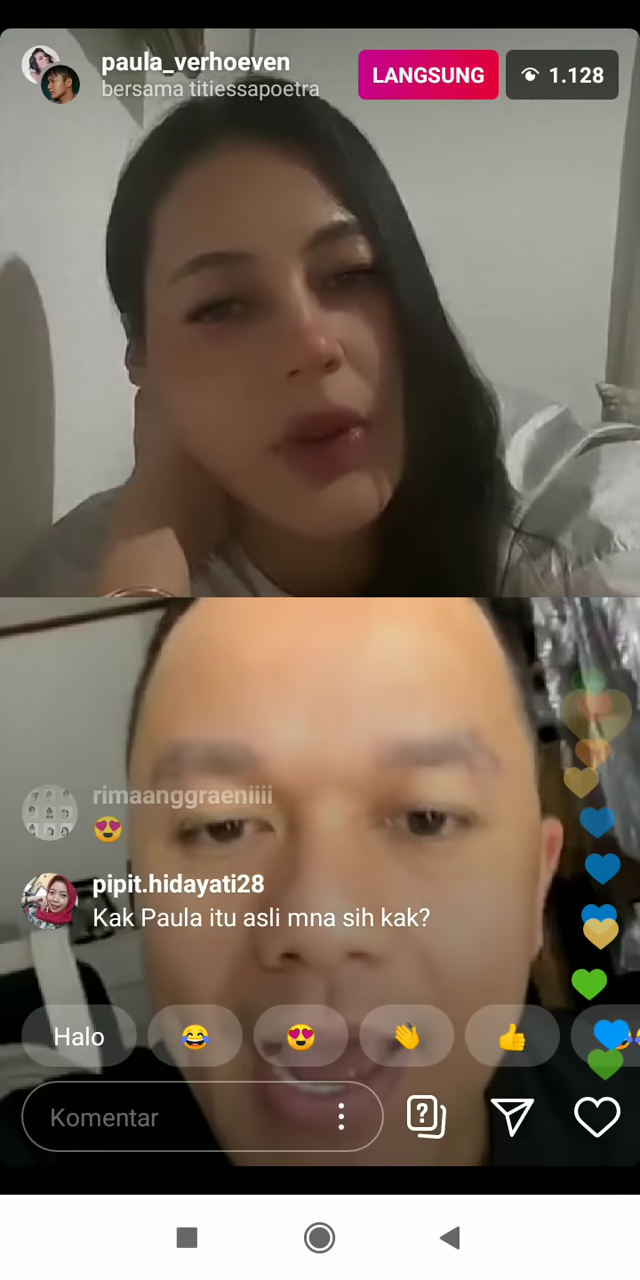 paula_verhoeven
bersama titiessapoetra
LANGSUNG
1.128
rimaanggraeniiii
😍
pipit.hidayati28
Kak Paula itu asli mna sih kak?
Halo 😂 😍 👋 👍 😂
Komentar
?